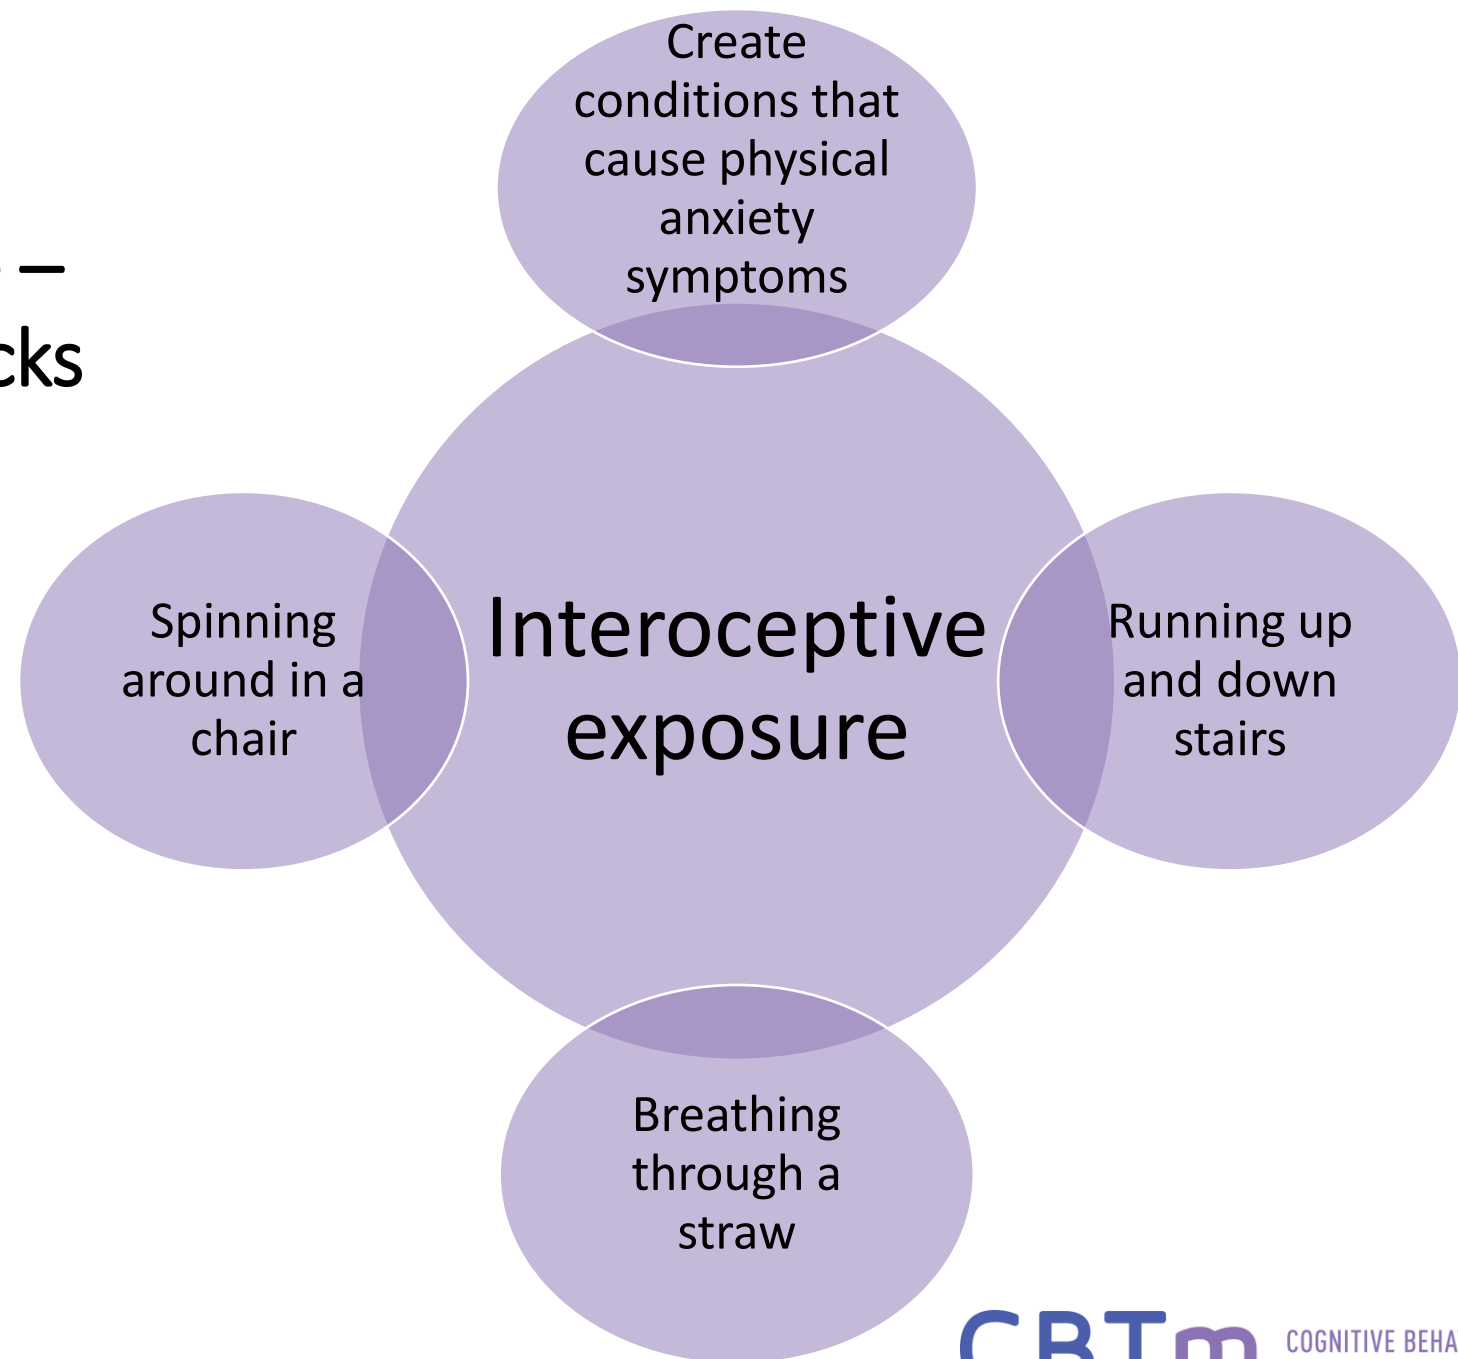 Create
conditions that
cause physical
anxiety
symptoms
–
Spinning
around in a
chair
Interoceptive
exposure
Running up
and down
stairs
Breathing
through a
straw
CBTm
COGNITIVE